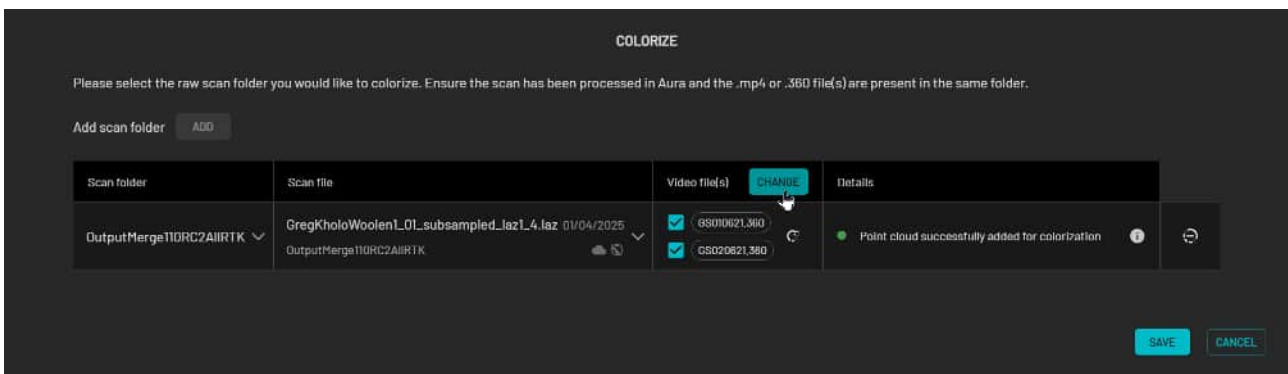 COLORIZE
Please select the raw scan folder you would like to colorize. Ensure the scan has been processed in Aura and the .mp4 or .360 file(s) are present in the same folder.
Add scan folder ADD
Scan folder Scan file Video file(s) CHANGE Details
OutputMerge110RC2AllRTK GregKholoWoolen1_01_subsampled_laz1_4.laz 01/04/2025 GS010621.360 Point cloud successfully added for colorization
OutputMerge110RC2AllRTK GS020621.360
SAVE CANCEL